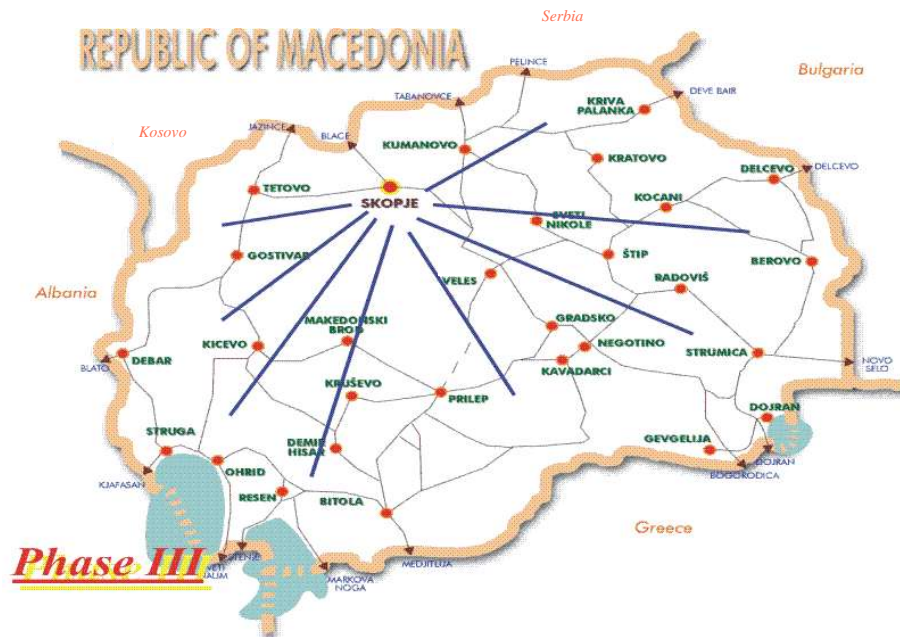 Serbia
REPUBLIC OF MACEDONIA
PELINCE
Bulgaria
DEVE BAIR
TABANOVCE
KRIVA
PALANKA
Kosovo
JAZINCE
BLACE
KUMANOVO
KRATOVO
DELCEVO
DELCEVO
TETOVO
SKOPJE
KOCANI
SVETI
NIKOLE
GOSTIVAR
ŠTIP
BEROVO
VELES
RADOVIŠ
Albania
MAKEDONSKI
BROD
GRADSKO
KICEVO
NEGOTINO
STRUMICA
DEBAR
BLATO
NOVO
SELO
KAVADARCI
KRUŠEVO
PRILEP
DOJRAN
STRUGA
DEMIR
HISAR
GEVGELIJA
DOJRAN
OHRID
BOGORODICA
KJAFASAN
RESEN
BITOLA
Greece
Phase III
MEDJITLIJA
MARKOVA
NOGA